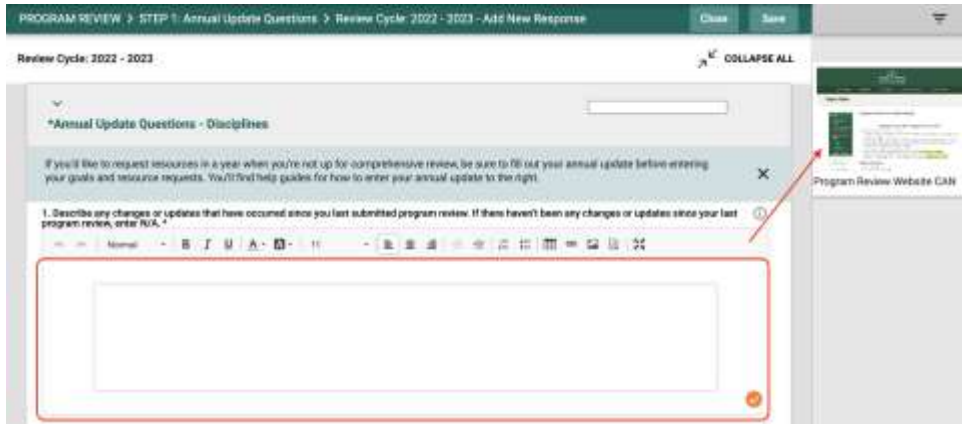 PROGRAM REVIEW > STEP 1: Annual Update Questions > Review Cycle: 2022 - 2023 - Add New Response
Close Save
Review Cycle: 2022 - 2023
COLLAPSE ALL
*Annual Update Questions - Disciplines
If you'd like to request resources in a year when you're not up for comprehensive review, be sure to fill out your annual update before entering
your goals and resource requests. You'll find help guides for how to enter your annual update to the right.
Program Review Website CAN
1. Describe any changes or updates that have occurred since you last submitted program review. If there haven't been any changes or updates since your last
program review, enter N/A. *
Normal B I U A A 11